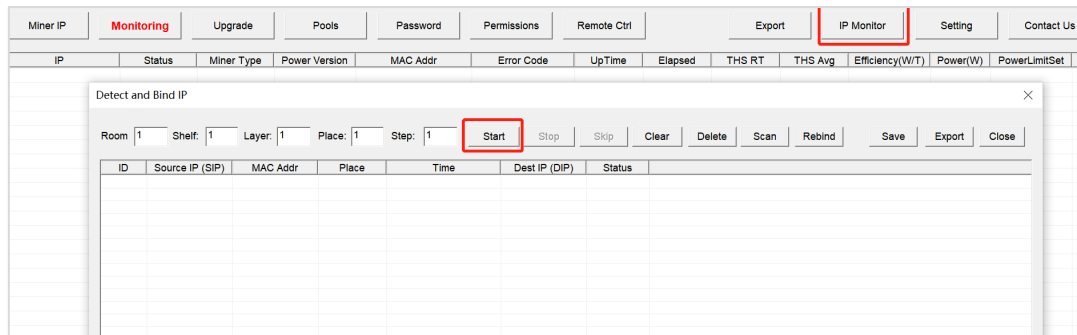 Miner IP Monitoring Upgrade Pools Password Permissions Remote Ctrl Export IP Monitor Setting Contact Us
IP Status Miner Type Power Version MAC Addr Error Code UpTime Elapsed THS RT THS Avg Efficiency(W/T) Power(W) PowerLimitSet
Detect and Bind IP
Room 1 Shelf: 1 Layer: 1 Place: 1 Step: 1 Start Stop Skip Clear Delete Scan Rebind Save Export Close
ID Source IP (SIP) MAC Addr Place Time Dest IP (DIP) Status